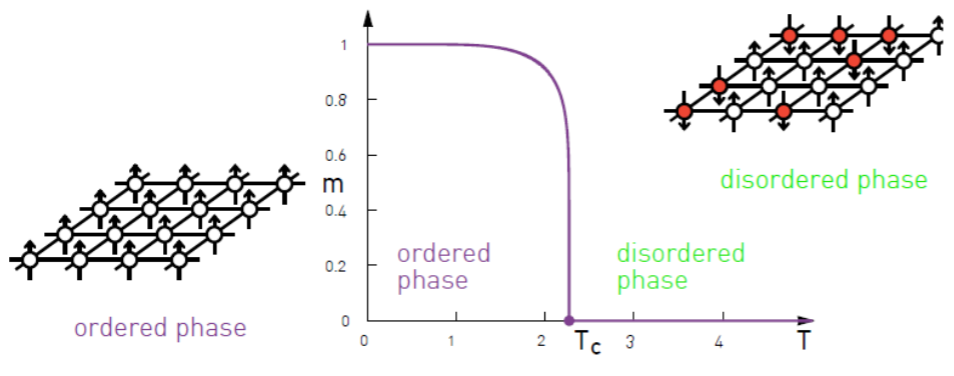 1
0.8
0.6
m
0.4
0.2
0
0 1 2 Tc 3 4 T
ordered
phase
disordered
phase
ordered phase
disordered phase